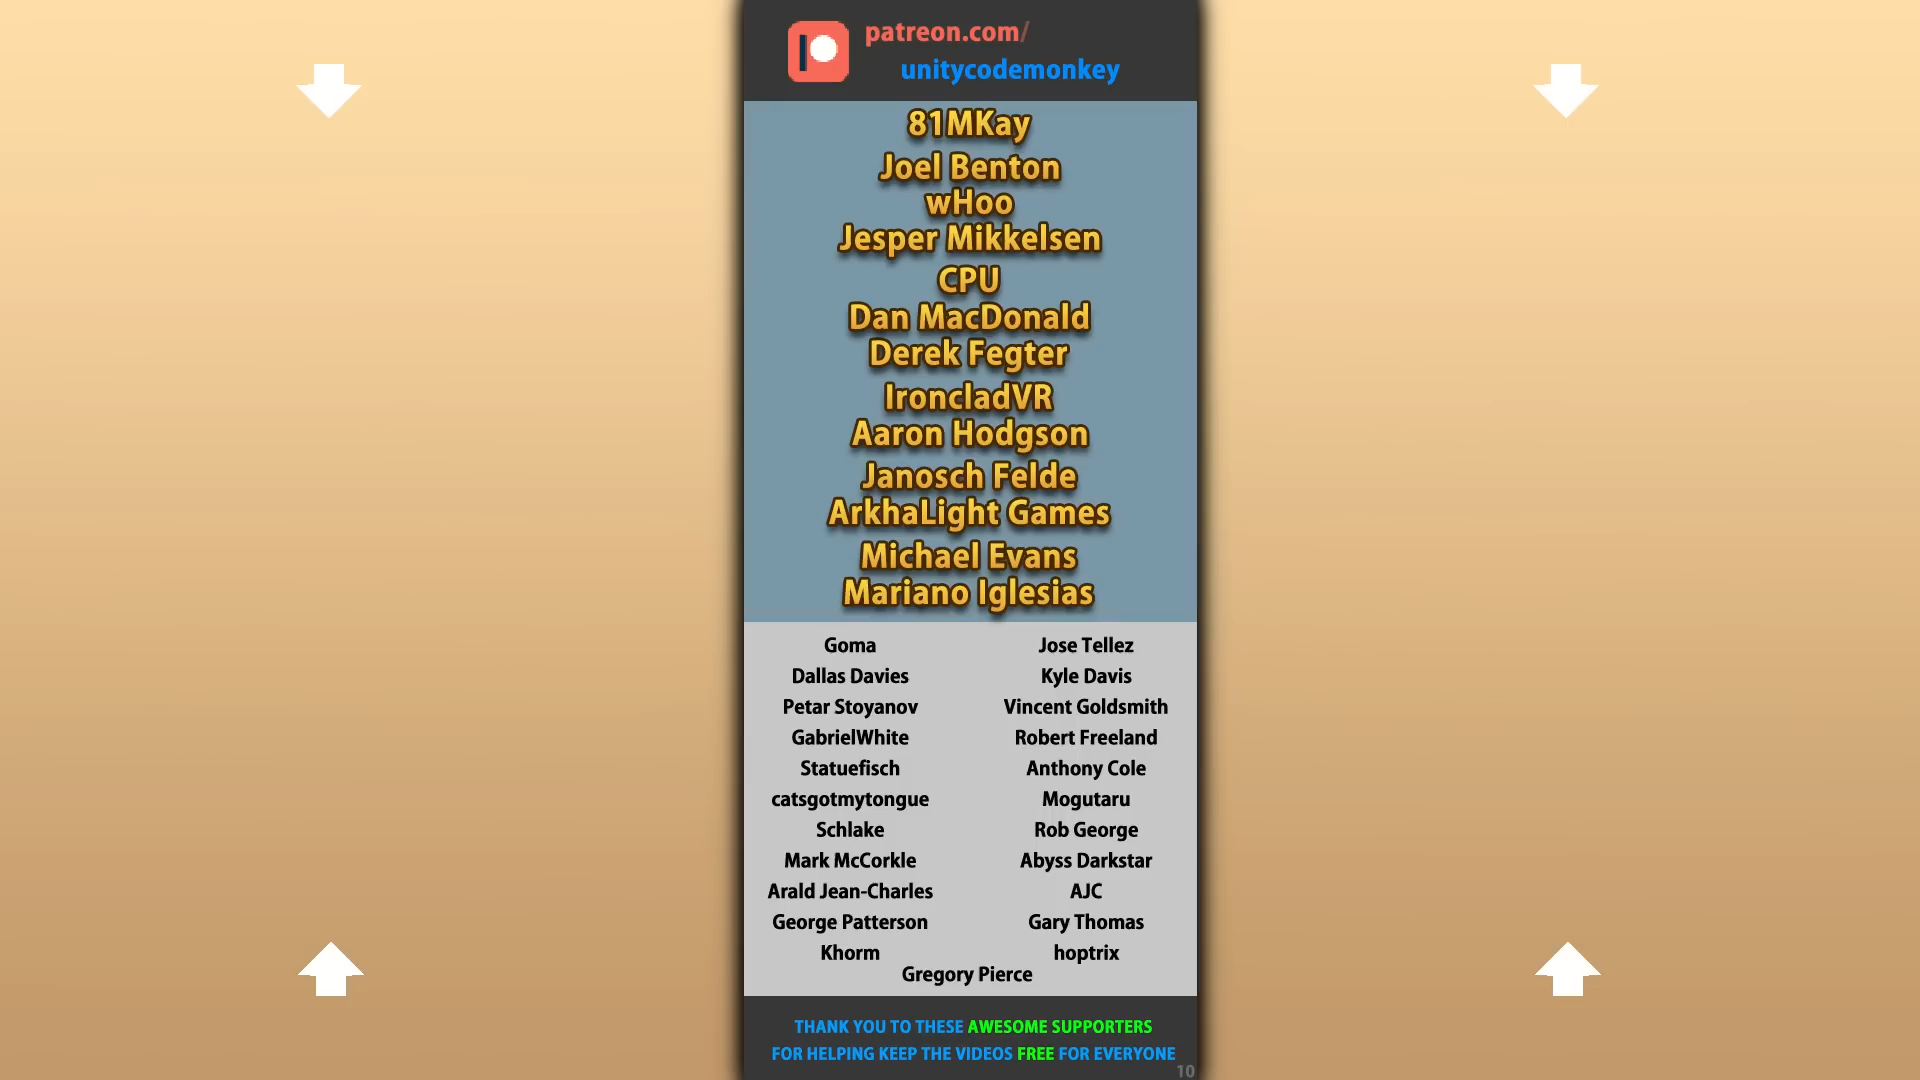 patreon.com/
unitycodemonkey
81MKay
Joel Benton
wHoo
Jesper Mikkelsen
CPU
Dan MacDonald
Derek Fegter
IroncladVR
Aaron Hodgson
Janosch Felde
ArkhaLight Games
Michael Evans
Mariano Iglesias
Goma
Jose Tellez
Dallas Davies
Kyle Davis
Petar Stoyanov
Vincent Goldsmith
GabrielWhite
Robert Freeland
Statuefisch
Anthony Cole
catsgotmytongue
Mogutaru
Schlake
Rob George
Mark McCorkle
Abyss Darkstar
Arald Jean-Charles
AJC
George Patterson
Gary Thomas
Khorm
hoptrix
Gregory Pierce
THANK YOU TO THESE AWESOME SUPPORTERS
FOR HELPING KEEP THE VIDEOS FREE FOR EVERYONE
10